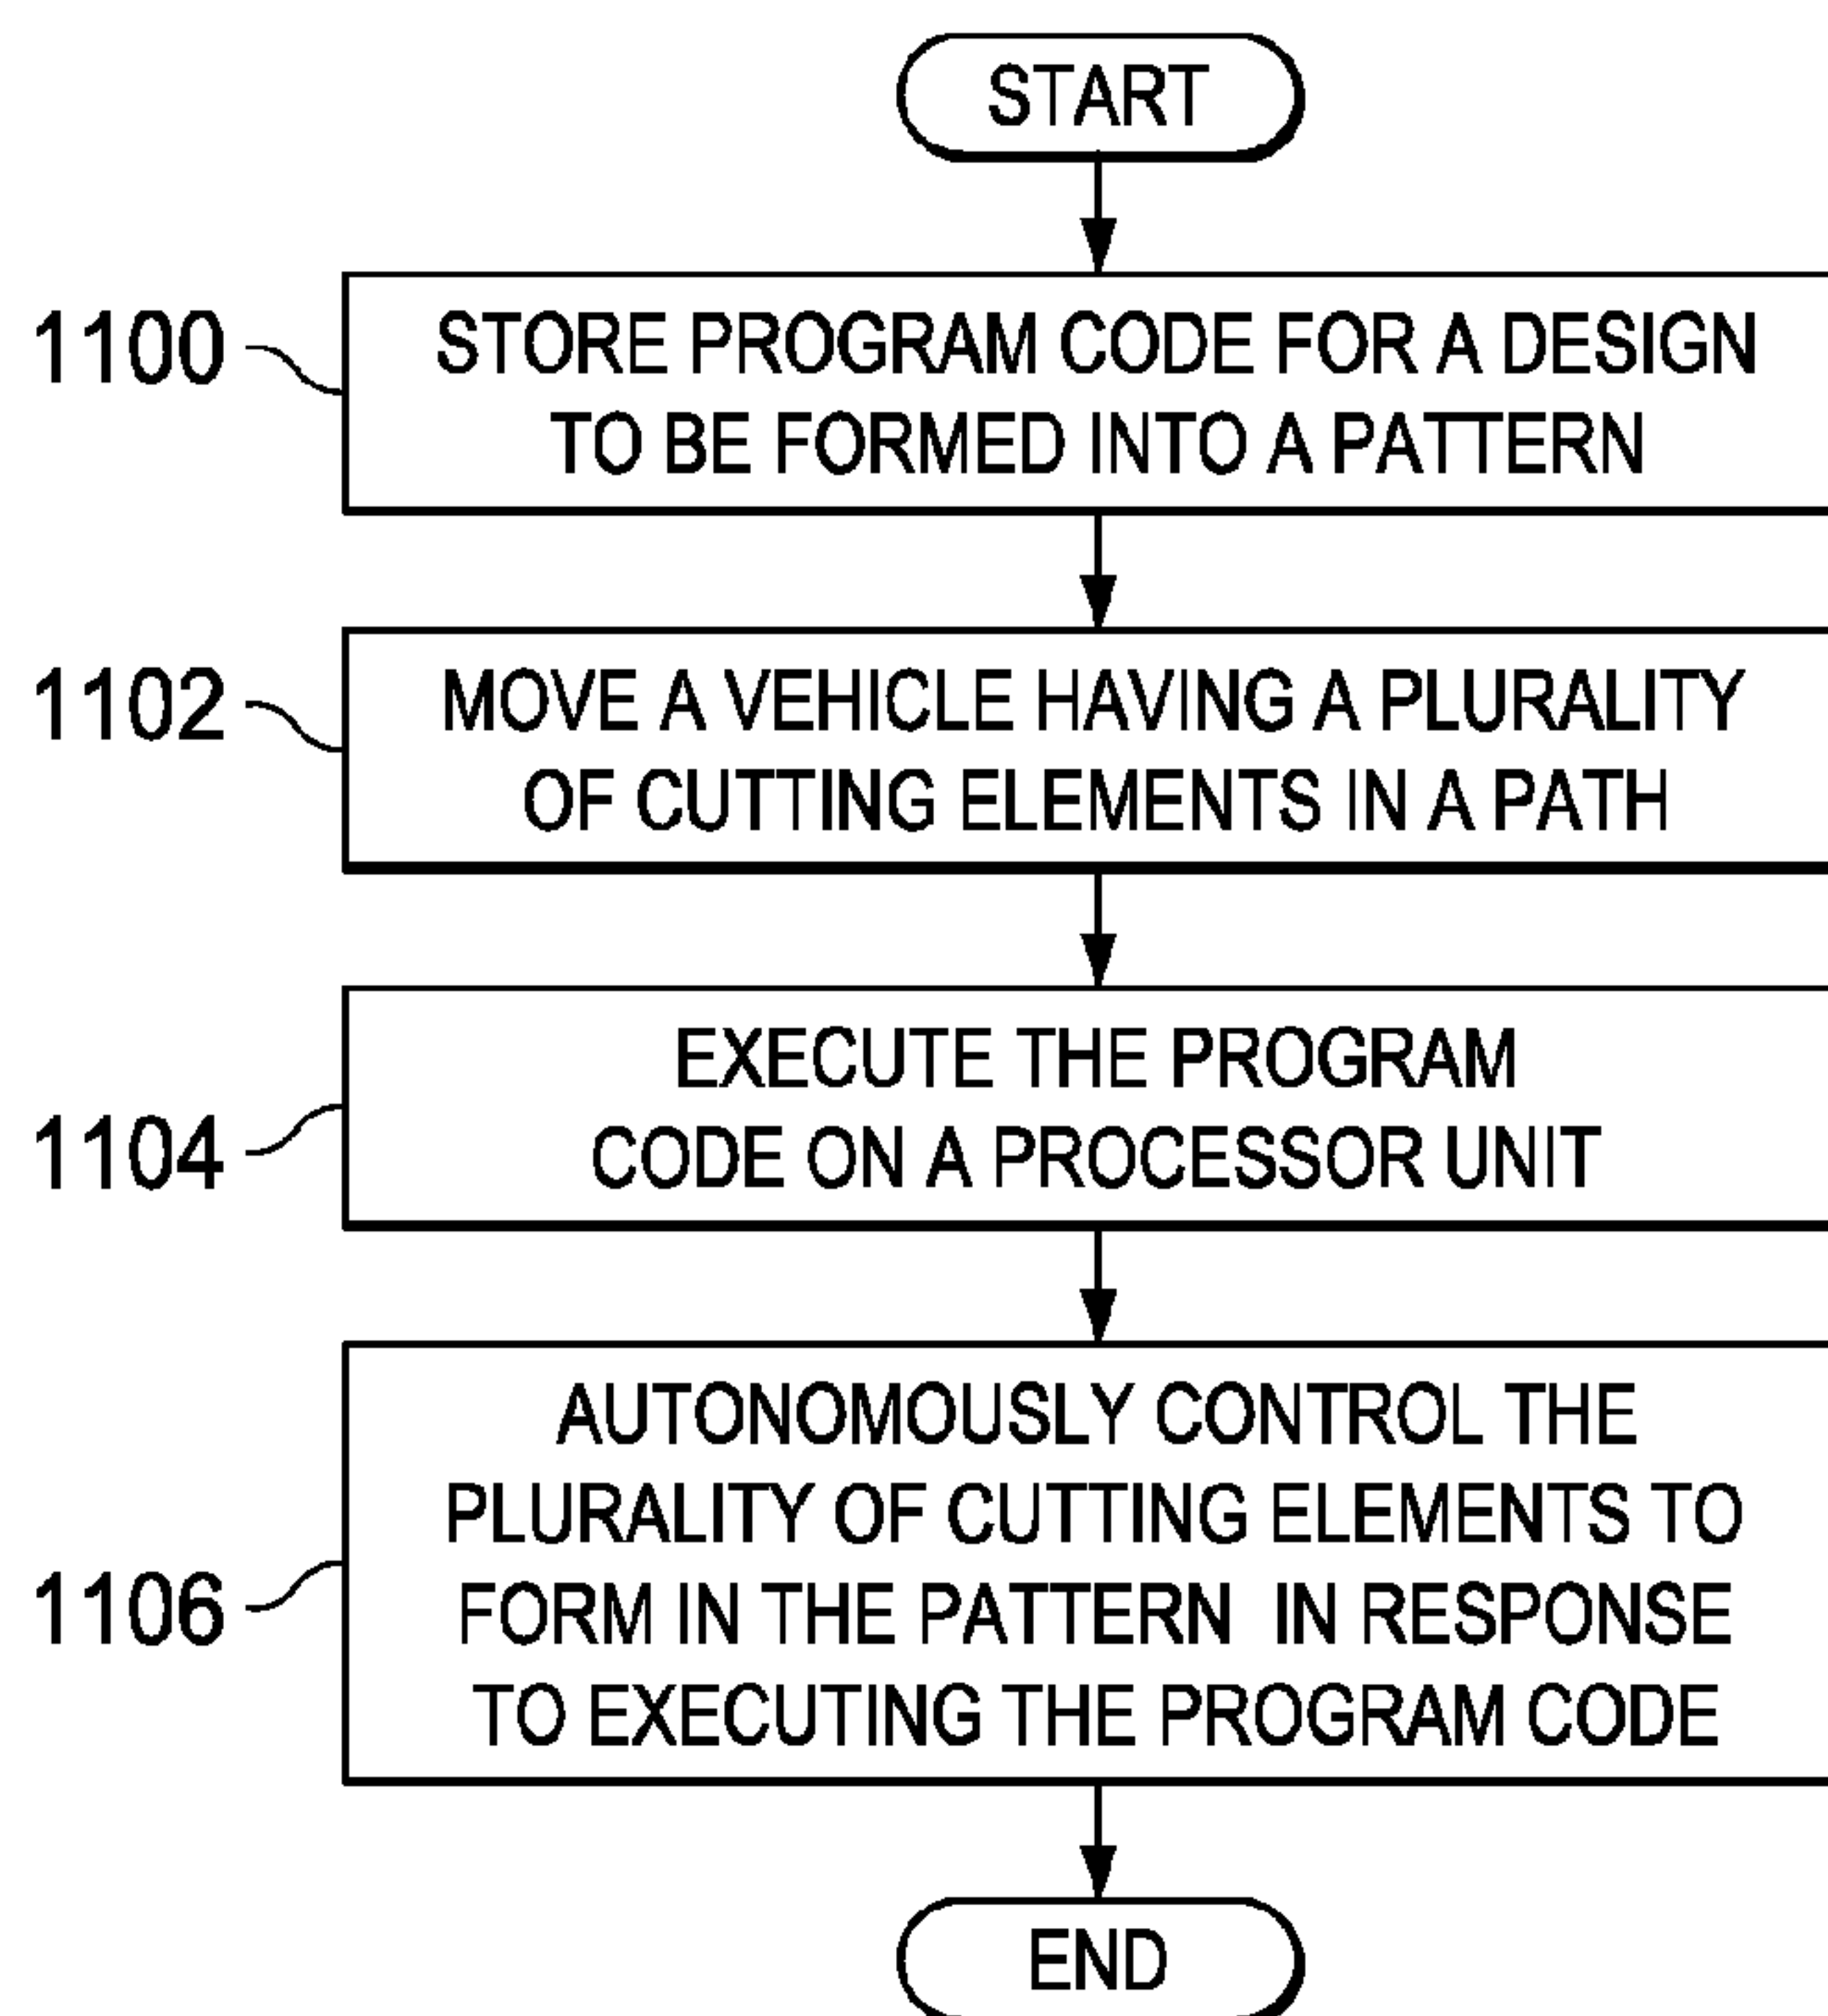 START
1100
STORE PROGRAM CODE FOR A DESIGN
TO BE FORMED INTO A PATTERN
1102
MOVE A VEHICLE HAVING A PLURALITY
OF CUTTING ELEMENTS IN A PATH
1104
EXECUTE THE PROGRAM
CODE ON A PROCESSOR UNIT
1106
AUTONOMOUSLY CONTROL THE
PLURALITY OF CUTTING ELEMENTS TO
FORM IN THE PATTERN IN RESPONSE
TO EXECUTING THE PROGRAM CODE
END